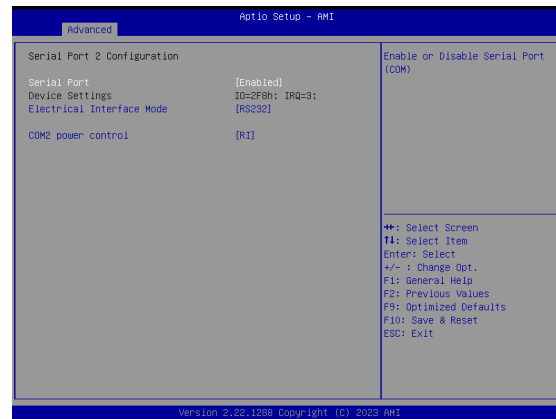 Aptio Setup - AMI
Advanced
Serial Port 2 Configuration
Serial Port [Enabled]
Device Settings IO=2F8h; IRQ=3;
Electrical Interface Mode [RS232]
COM2 power control [RI]
Enable or Disable Serial Port
(COM)
→←: Select Screen
↑↓: Select Item
Enter: Select
+/- : Change Opt.
F1: General Help
F2: Previous Values
F9: Optimized Defaults
F10: Save & Reset
ESC: Exit
Version 2.22.1288 Copyright (C) 2023 AMI